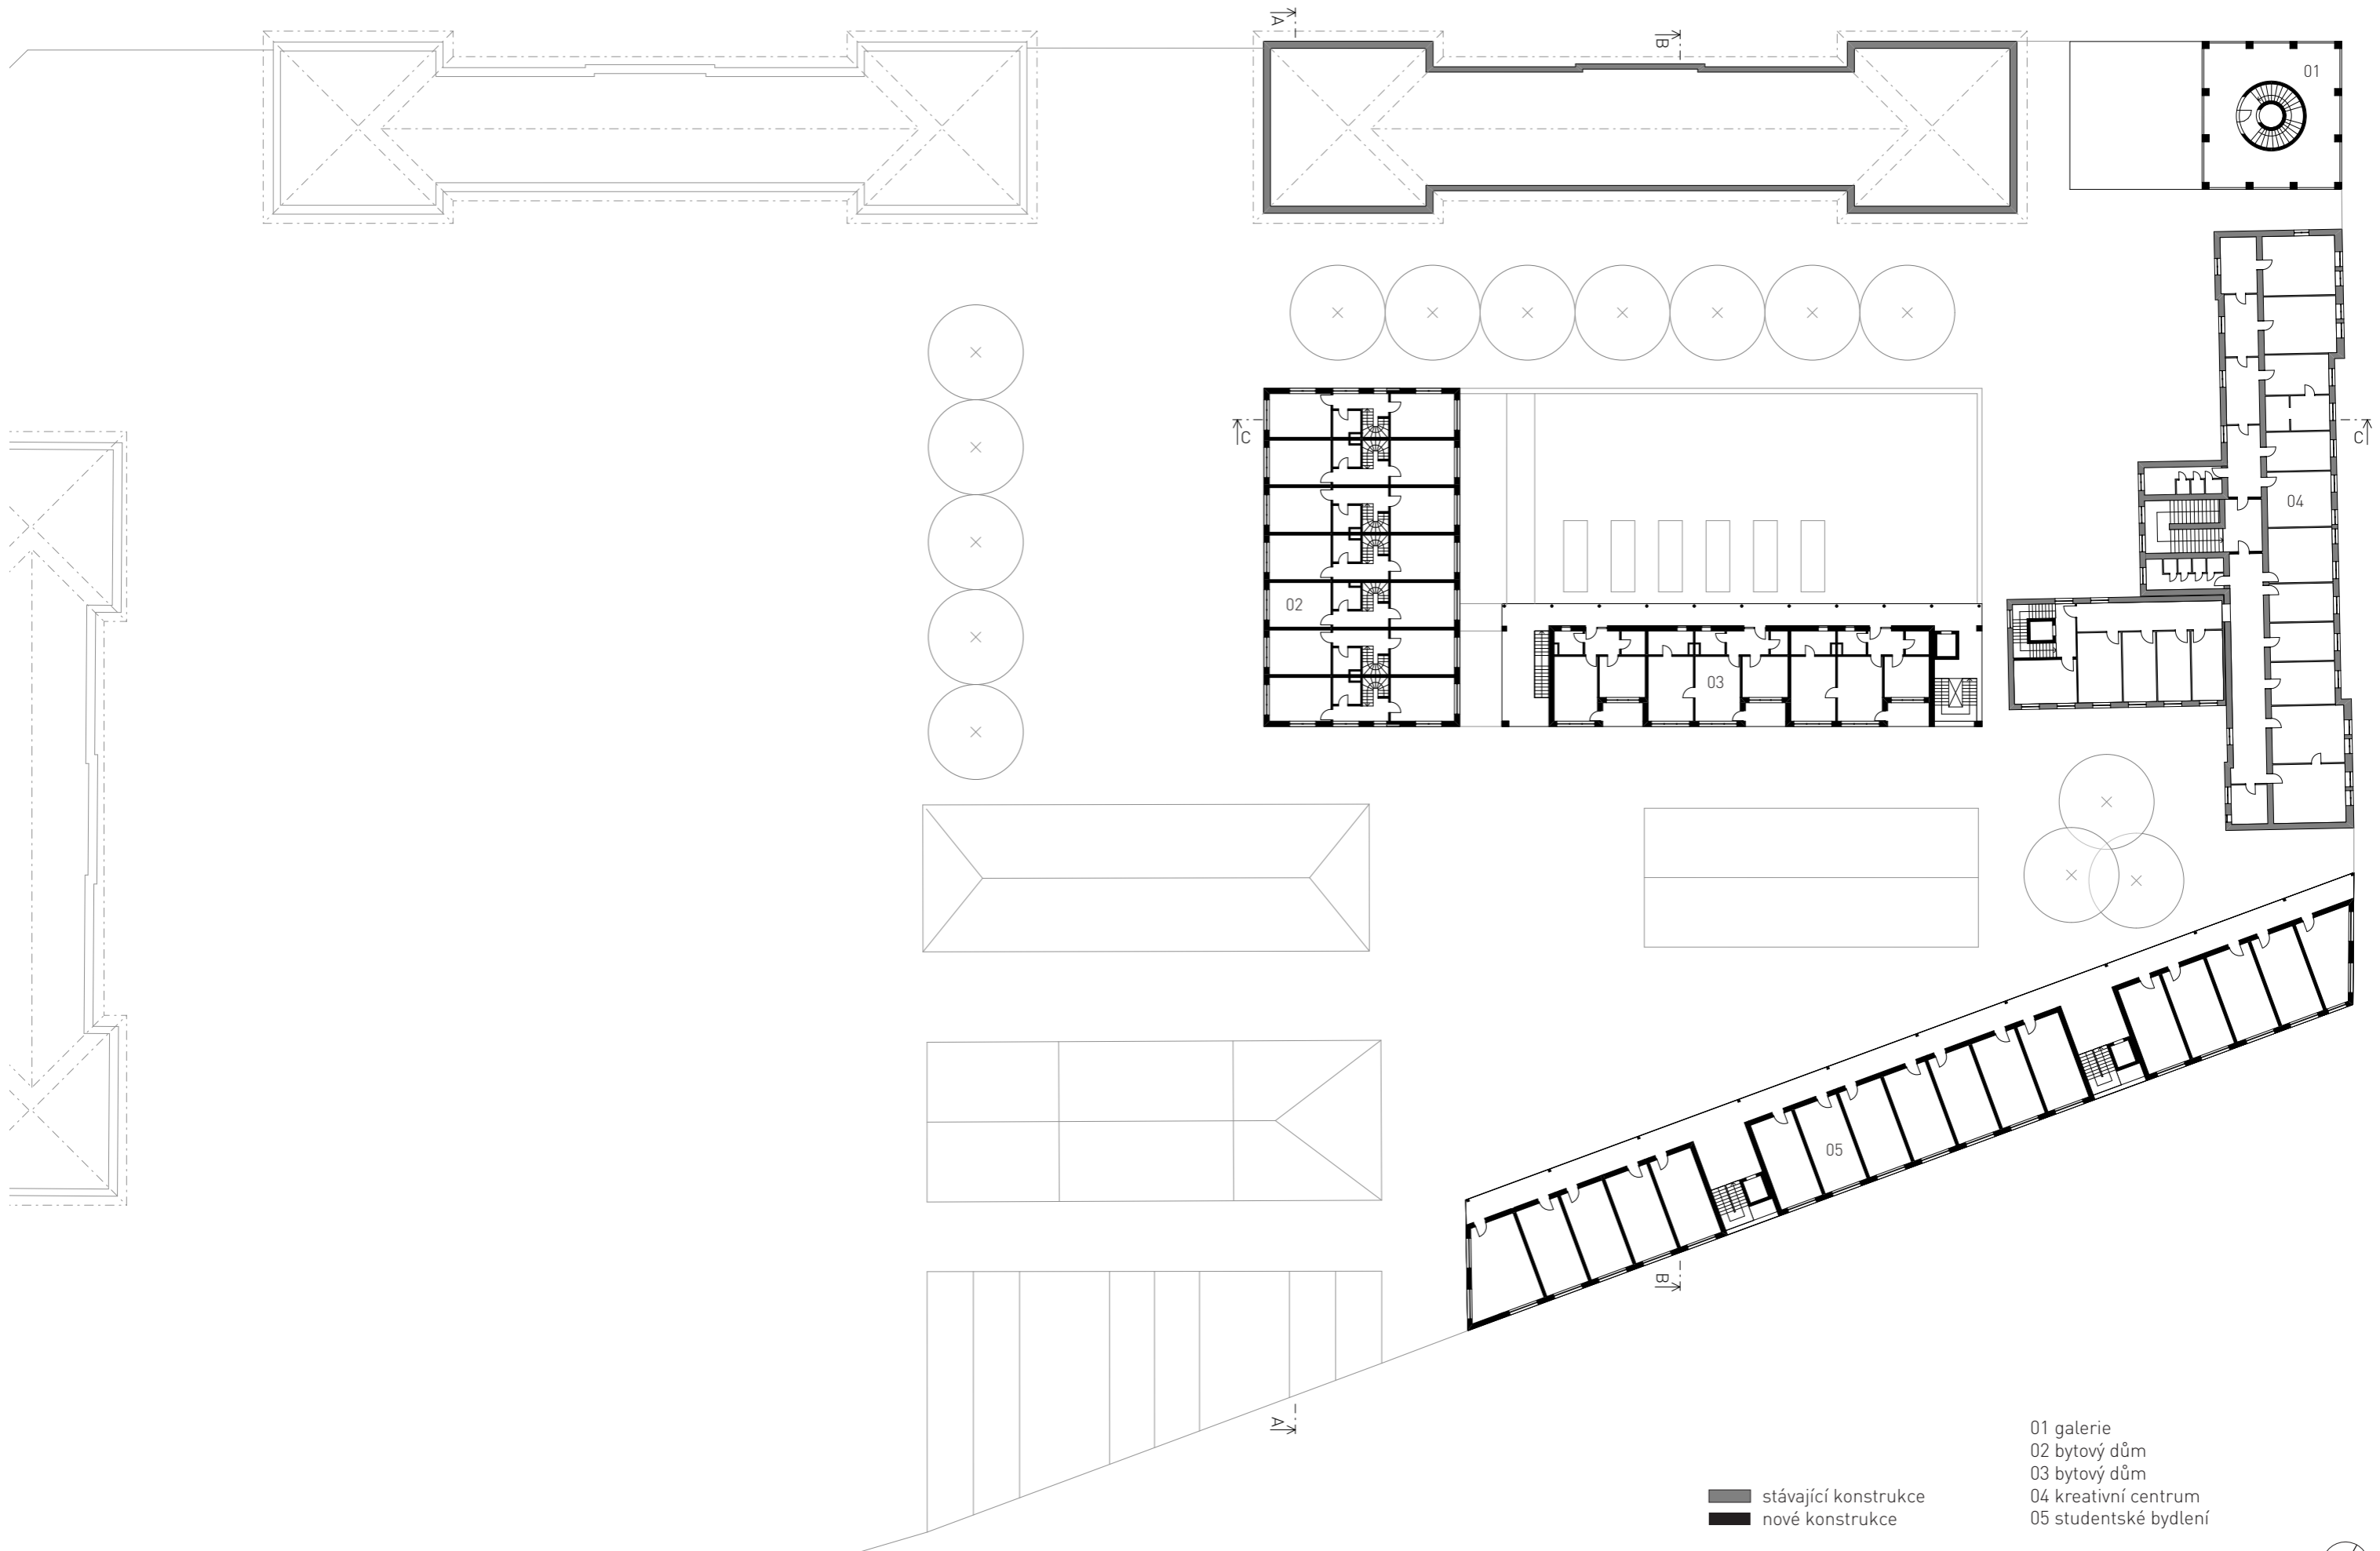 A
B
01
C
C
04
02
03
05
B
A
01 galerie
02 bytový dům
03 bytový dům
stávající konstrukce
04 kreativní centrum
nové konstrukce
05 studentské bydlení